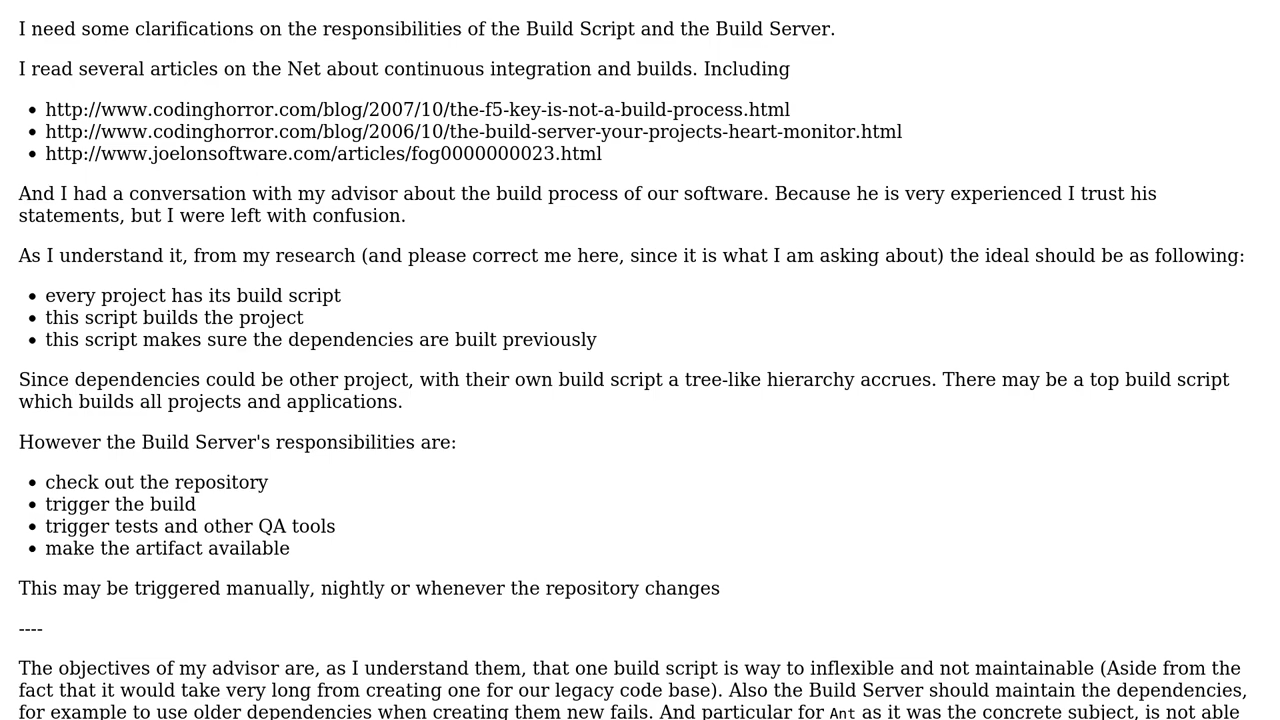 I need some clarifications on the responsibilities of the Build Script and the Build Server.
I read several articles on the Net about continuous integration and builds. Including
• http://www.codinghorror.com/blog/2007/10/the-f5-key-is-not-a-build-process.html
• http://www.codinghorror.com/blog/2006/10/the-build-server-your-projects-heart-monitor.html
• http://www.joelonsoftware.com/articles/fog0000000023.html
And I had a conversation with my advisor about the build process of our software. Because he is very experienced I trust his
statements, but I were left with confusion.
As I understand it, from my research (and please correct me here, since it is what I am asking about) the ideal should be as following:
• every project has its build script
• this script builds the project
• this script makes sure the dependencies are built previously
Since dependencies could be other project, with their own build script a tree-like hierarchy accrues. There may be a top build script
which builds all projects and applications.
However the Build Server's responsibilities are:
• check out the repository
• trigger the build
• trigger tests and other QA tools
• make the artifact available
This may be triggered manually, nightly or whenever the repository changes
----
The objectives of my advisor are, as I understand them, that one build script is way to inflexible and not maintainable (Aside from the
fact that it would take very long from creating one for our legacy code base). Also the Build Server should maintain the dependencies,
for example to use older dependencies when creating them new fails. And particular for Ant as it was the concrete subject, is not able